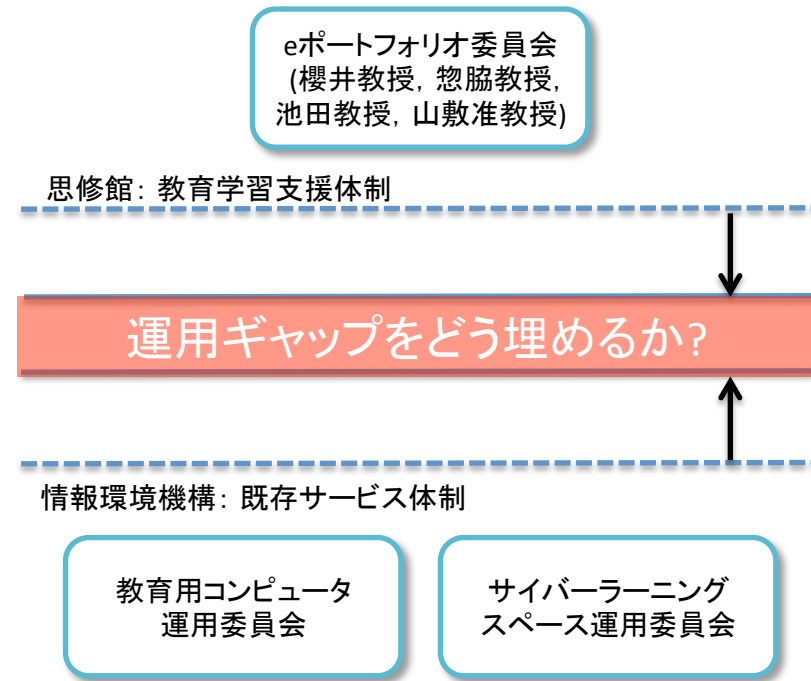 eポートフォリオ委員会
(櫻井教授，惣脇教授，
池田教授，山敷准教授)
思修館：教育学習支援体制
運用ギャップをどう埋めるか?
情報環境機構：既存サービス体制
教育用コンピュータ
運用委員会
サイバーラーニング
スペース運用委員会